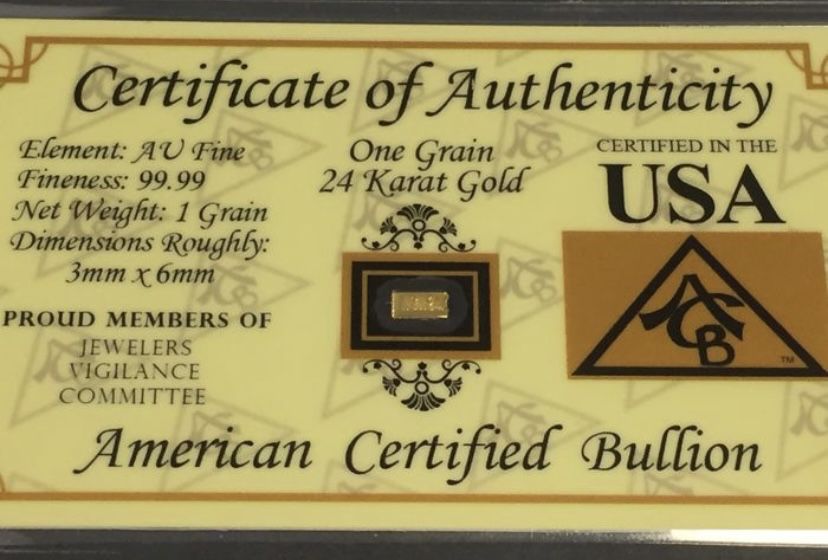 Certificate of Authenticity
Element: AU Fine
Fineness: 99.99
Net Weight: 1 Grain
Dimensions Roughly:
3mm x 6mm
PROUD MEMBERS OF
JEWELERS
VIGILANCE
COMMITTEE
One Grain
24 Karat Gold
CERTIFIED IN THE
USA
ACB
TM
American Certified Bullion